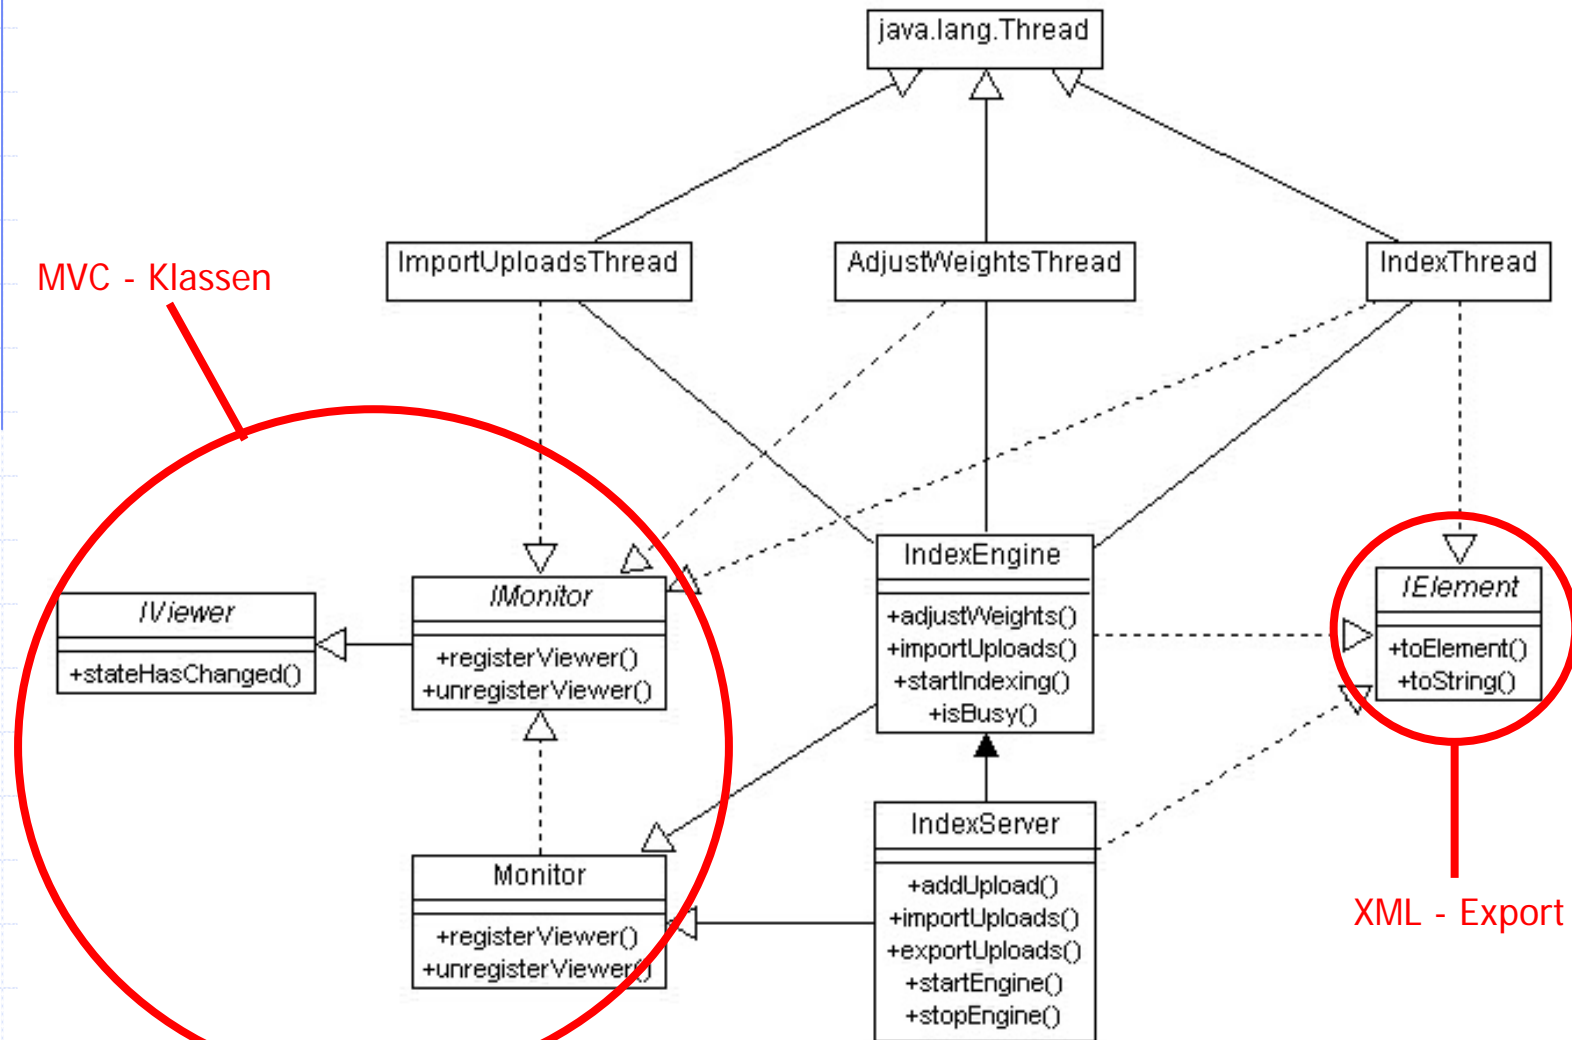 java.lang.Thread
ImportUploadsThread
AdjustWeightsThread
IndexThread
MVC - Klassen
IViewer
+stateHasChanged()
IMonitor
+registerViewer()
+unregisterViewer()
IndexEngine
+adjustWeights()
+importUploads()
+startIndexing()
+isBusy()
IElement
+toElement()
+toString()
Monitor
+registerViewer()
+unregisterViewer()
IndexServer
+addUpload()
+importUploads()
+exportUploads()
+startEngine()
+stopEngine()
XML - Export